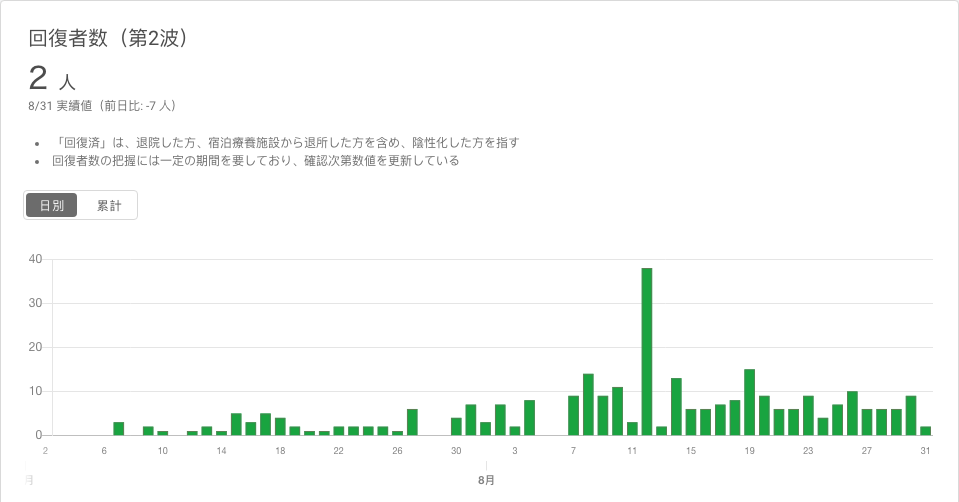 回復者数（第2波）
2 人
8/31 実績値（前日比: -7 人）
「回復済」は、退院した方、宿泊療養施設から退所した方を含め、陰性化した方を指す
回復者数の把握には一定の期間を要しており、確認次第数値を更新している
日別 累計
40
30
20
10
0
2 6 10 14 18 22 26 30 3 7 11 15 19 23 27 31
月 8月